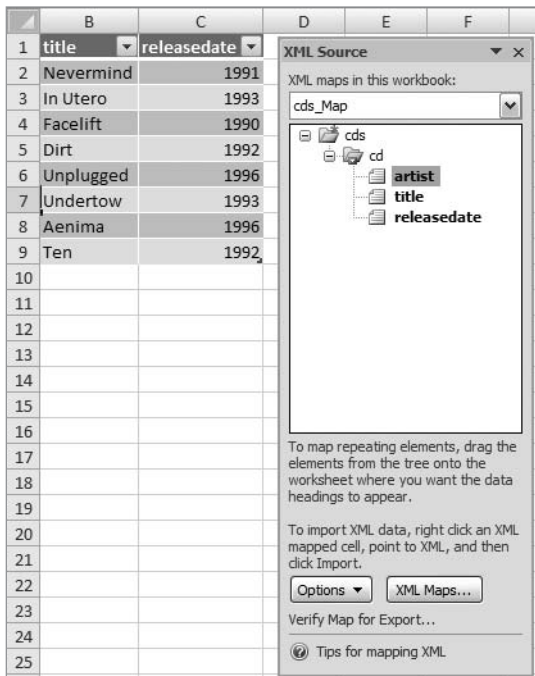 B C D E F
1 title releasedate
2 Nevermind 1991
3 In Utero 1993
4 Facelift 1990
5 Dirt 1992
6 Unplugged 1996
7 Undertow 1993
8 Aenima 1996
9 Ten 1992
10
11
12
13
14
15
16
17
18
19
20
21
22
23
24
25
XML Source
XML maps in this workbook:
cds_Map
cds
cd
artist
title
releasedate
To map repeating elements, drag the
elements from the tree onto the
worksheet where you want the data
headings to appear.
To import XML data, right click an XML
mapped cell, point to XML, and then
click Import.
Options XML Maps...
Verify Map for Export...
Tips for mapping XML